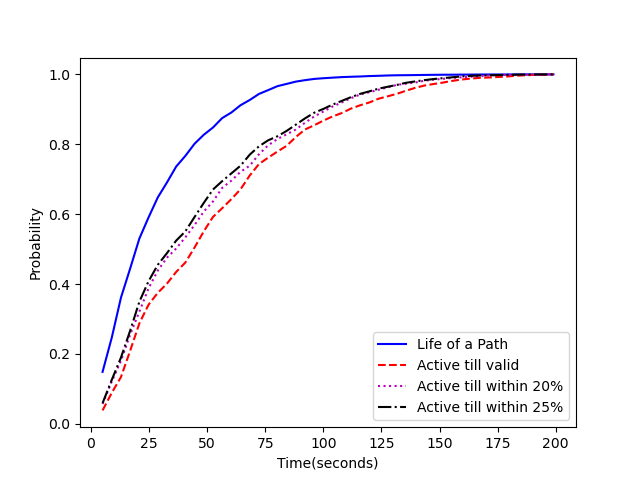 1.0
0.8
0.6
0.4
0.2
0.0
Probability
0 25 50 75 100 125 150 175 200
Time(seconds)
Life of a Path
Active till valid
Active till within 20%
Active till within 25%